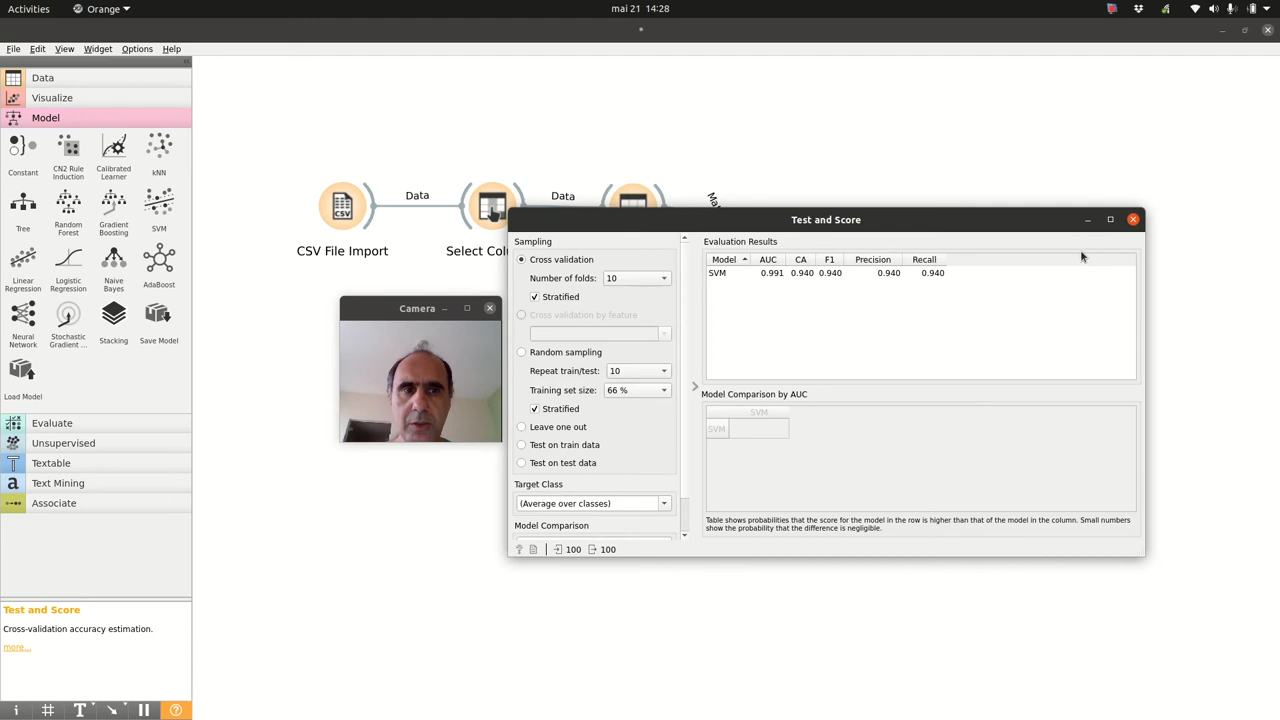 Activities
Orange
mai 21 14:28
*
File Edit View Widget Options Help
Data
Visualize
Model
Constant
CN2 Rule Induction
Calibrated Learner
kNN
Tree
Random Forest
Gradient Boosting
SVM
Linear Regression
Logistic Regression
Naive Bayes
AdaBoost
Neural Network
Stochastic Gradient ...
Stacking
Save Model
Load Model
Evaluate
Unsupervised
Textable
Text Mining
Associate
Test and Score
Cross-validation accuracy estimation.
more...
Data
Data
CSV File Import
Select Colu
Camera
Test and Score
Sampling
Cross validation
Number of folds: 10
Stratified
Cross validation by feature
Random sampling
Repeat train/test: 10
Training set size: 66 %
Stratified
Leave one out
Test on train data
Test on test data
Target Class
(Average over classes)
Model Comparison
100 100
Evaluation Results
Model AUC CA F1 Precision Recall
SVM 0.991 0.940 0.940 0.940 0.940
Model Comparison by AUC
SVM
SVM
Table shows probabilities that the score for the model in the row is higher than that of the model in the column. Small numbers
show the probability that the difference is negligible.